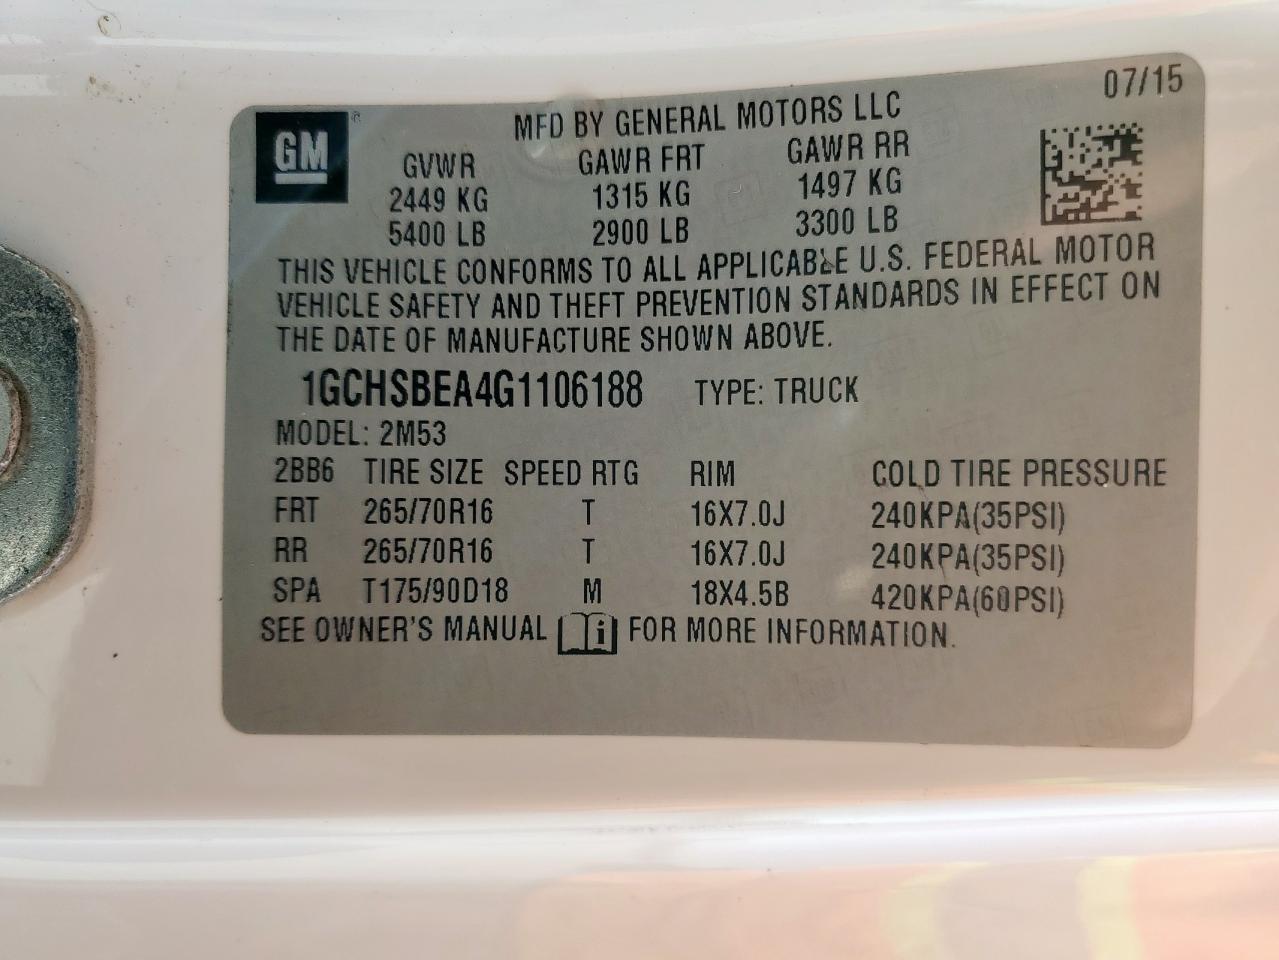 07/15
GM ®
MFD BY GENERAL MOTORS LLC
GVWR GAWR FRT GAWR RR
2449 KG 1315 KG 1497 KG
5400 LB 2900 LB 3300 LB
THIS VEHICLE CONFORMS TO ALL APPLICABLE U.S. FEDERAL MOTOR
VEHICLE SAFETY AND THEFT PREVENTION STANDARDS IN EFFECT ON
THE DATE OF MANUFACTURE SHOWN ABOVE.
1GCHSBEA4G1106188 TYPE: TRUCK
MODEL: 2M53
2BB6 TIRE SIZE SPEED RTG RIM COLD TIRE PRESSURE
FRT 265/70R16 T 16X7.0J 240KPA(35PSI)
RR 265/70R16 T 16X7.0J 240KPA(35PSI)
SPA T175/90D18 M 18X4.5B 420KPA(60PSI)
SEE OWNER'S MANUAL i FOR MORE INFORMATION.